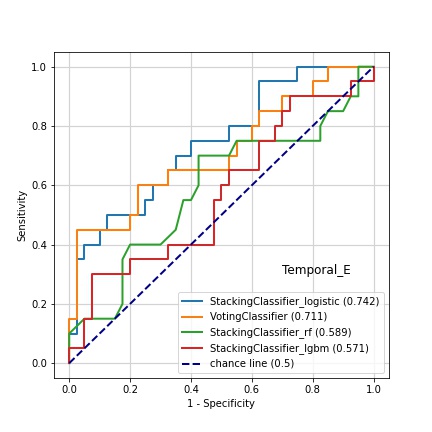 1.0
0.8
0.6
0.4
0.2
0.0
Sensitivity
Temporal_E
StackingClassifier_logistic (0.742)
VotingClassifier (0.711)
StackingClassifier_rf (0.589)
StackingClassifier_lgbm (0.571)
chance line (0.5)
0.0 0.2 0.4 0.6 0.8 1.0
1 - Specificity